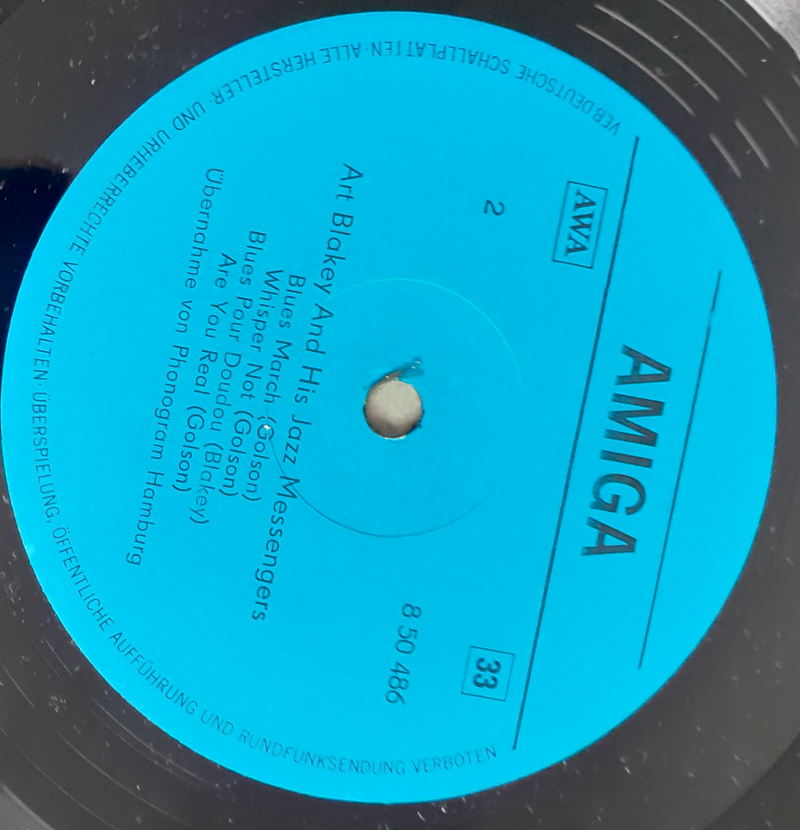 AMIGA
AWA
33
2
8 50 486
Art Blakey And His Jazz Messengers
Blues March (Golson)
Whisper Not (Golson)
Blues Pour Doudou (Blakey)
Are You Real (Golson)
Übernahme von Phonogram Hamburg
VEB DEUTSCHE SCHALLPLATTEN · ALLE HERSTELLER- UND URHEBERRECHTE VORBEHALTEN · ÜBERSPIELUNG, ÖFFENTLICHE AUFFÜHRUNG UND RUNDFUNKSENDUNG VERBOTEN